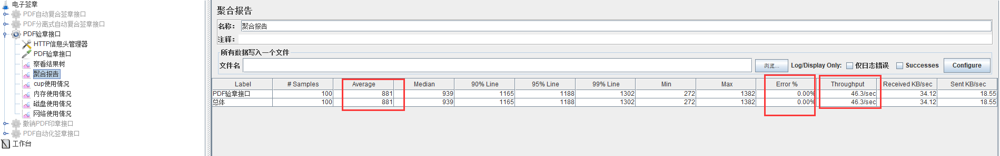 电子签章
PDF自动复合签章接口
PDF分离式自动复合签章接口
PDF验章接口
HTTP信息头管理器
PDF验章接口
察看结果树
聚合报告
cup使用情况
内存使用情况
磁盘使用情况
网络使用情况
撤销PDF印章接口
PDF自动化签章接口
工作台
聚合报告
名称： 聚合报告
注释：
所有数据写入一个文件
文件名 浏览... Log/Display Only: 仅日志错误 Successes Configure
Label # Samples Average Median 90% Line 95% Line 99% Line Min Max Error % Throughput Received KB/sec Sent KB/sec
PDF验章接口 100 881 939 1165 1188 1302 272 1382 0.00% 46.3/sec 34.12 18.55
总体 100 881 939 1165 1188 1302 272 1382 0.00% 46.3/sec 34.12 18.55